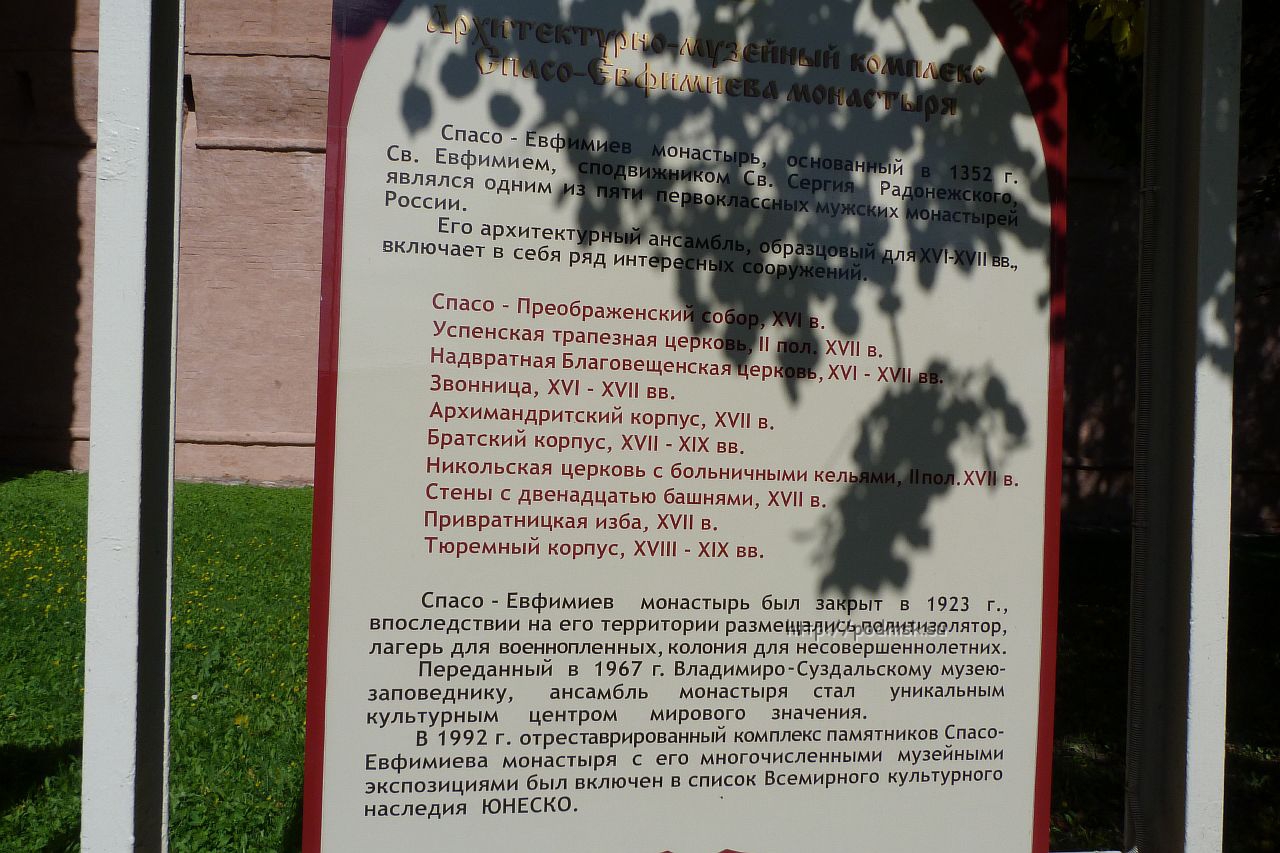 Архитектурно-музейный комплекс
Спасо-Евфимиева монастыря
Спасо - Евфимиев монастырь, основанный в 1352 г.
Св. Евфимием, сподвижником Св. Сергия Радонежского,
являлся одним из пяти первоклассных мужских монастырей
России.
Его архитектурный ансамбль, образцовый для XVI-XVII вв.,
включает в себя ряд интересных сооружений.
Спасо - Преображенский собор, XVI в.
Успенская трапезная церковь, II пол. XVII в.
Надвратная Благовещенская церковь, XVI - XVII вв.
Звонница, XVI - XVII вв.
Архимандритский корпус, XVII в.
Братский корпус, XVII - XIX вв.
Никольская церковь с больничными кельями, II пол. XVII в.
Стены с двенадцатью башнями, XVII в.
Привратницкая изба, XVII в.
Тюремный корпус, XVIII - XIX вв.
Спасо - Евфимиев монастырь был закрыт в 1923 г.,
впоследствии на его территории размещались политизолятор,
лагерь для военнопленных, колония для несовершеннолетних.
Переданный в 1967 г. Владимиро-Суздальскому музею-
заповеднику, ансамбль монастыря стал уникальным
культурным центром мирового значения.
В 1992 г. отреставрированный комплекс памятников Спасо-
Евфимиева монастыря с его многочисленными музейными
экспозициями был включен в список Всемирного культурного
наследия ЮНЕСКО.